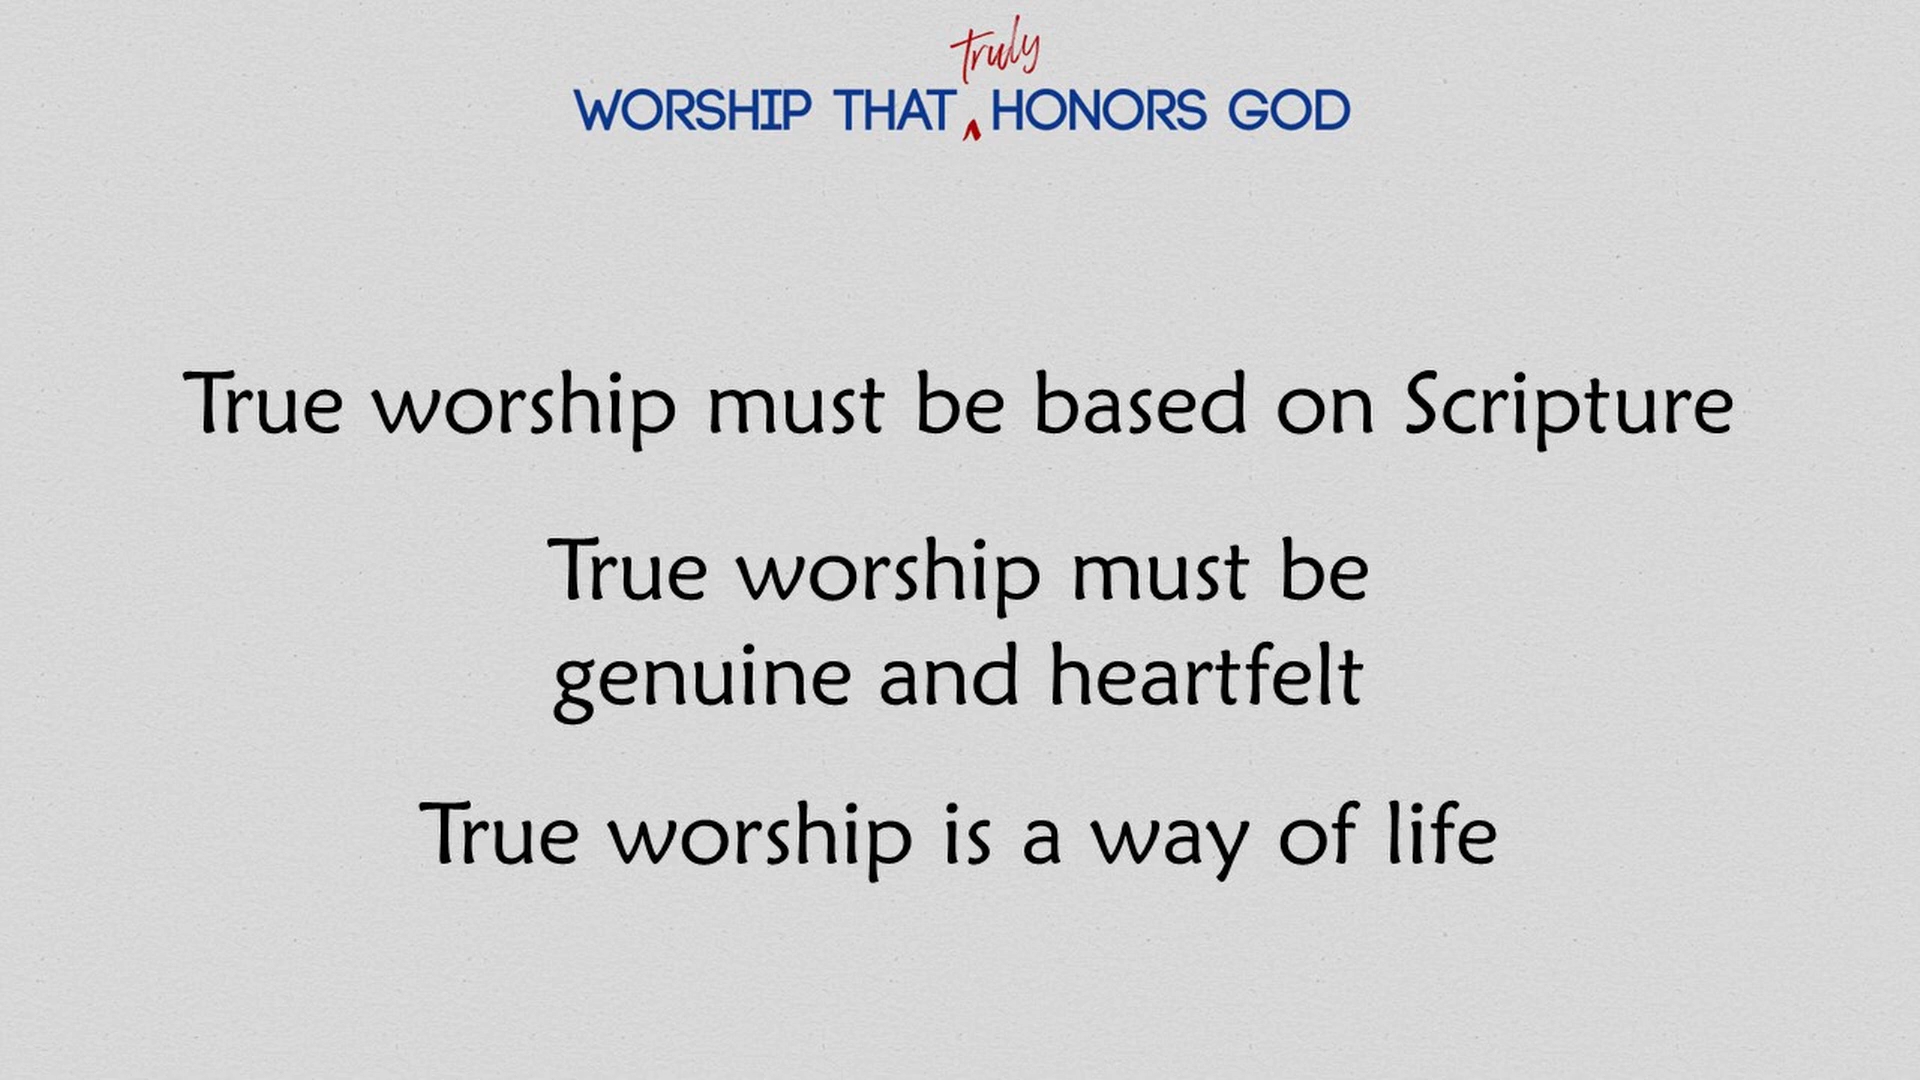 truly
WORSHIP THAT ^ HONORS GOD
True worship must be based on Scripture
True worship must be
genuine and heartfelt
True worship is a way of life